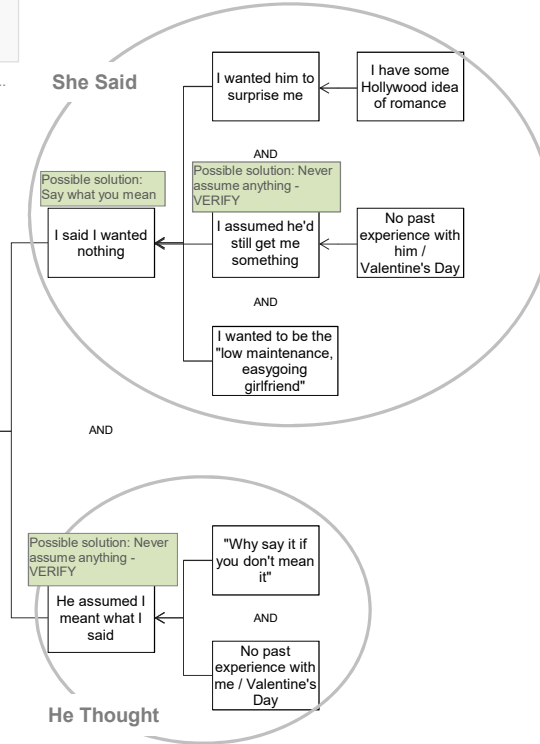 ...
She Said
I wanted him to
surprise me
I have some
Hollywood idea
of romance
AND
Possible solution:
Say what you mean
Possible solution: Never
assume anything -
VERIFY
I said I wanted
nothing
I assumed he'd
still get me
something
No past
experience with
him /
Valentine's Day
AND
I wanted to be the
"low maintenance,
easygoing
girlfriend"
AND
Possible solution: Never
assume anything -
VERIFY
He assumed I
meant what I
said
"Why say it if
you don't mean
it"
AND
No past
experience with
me / Valentine's
Day
He Thought